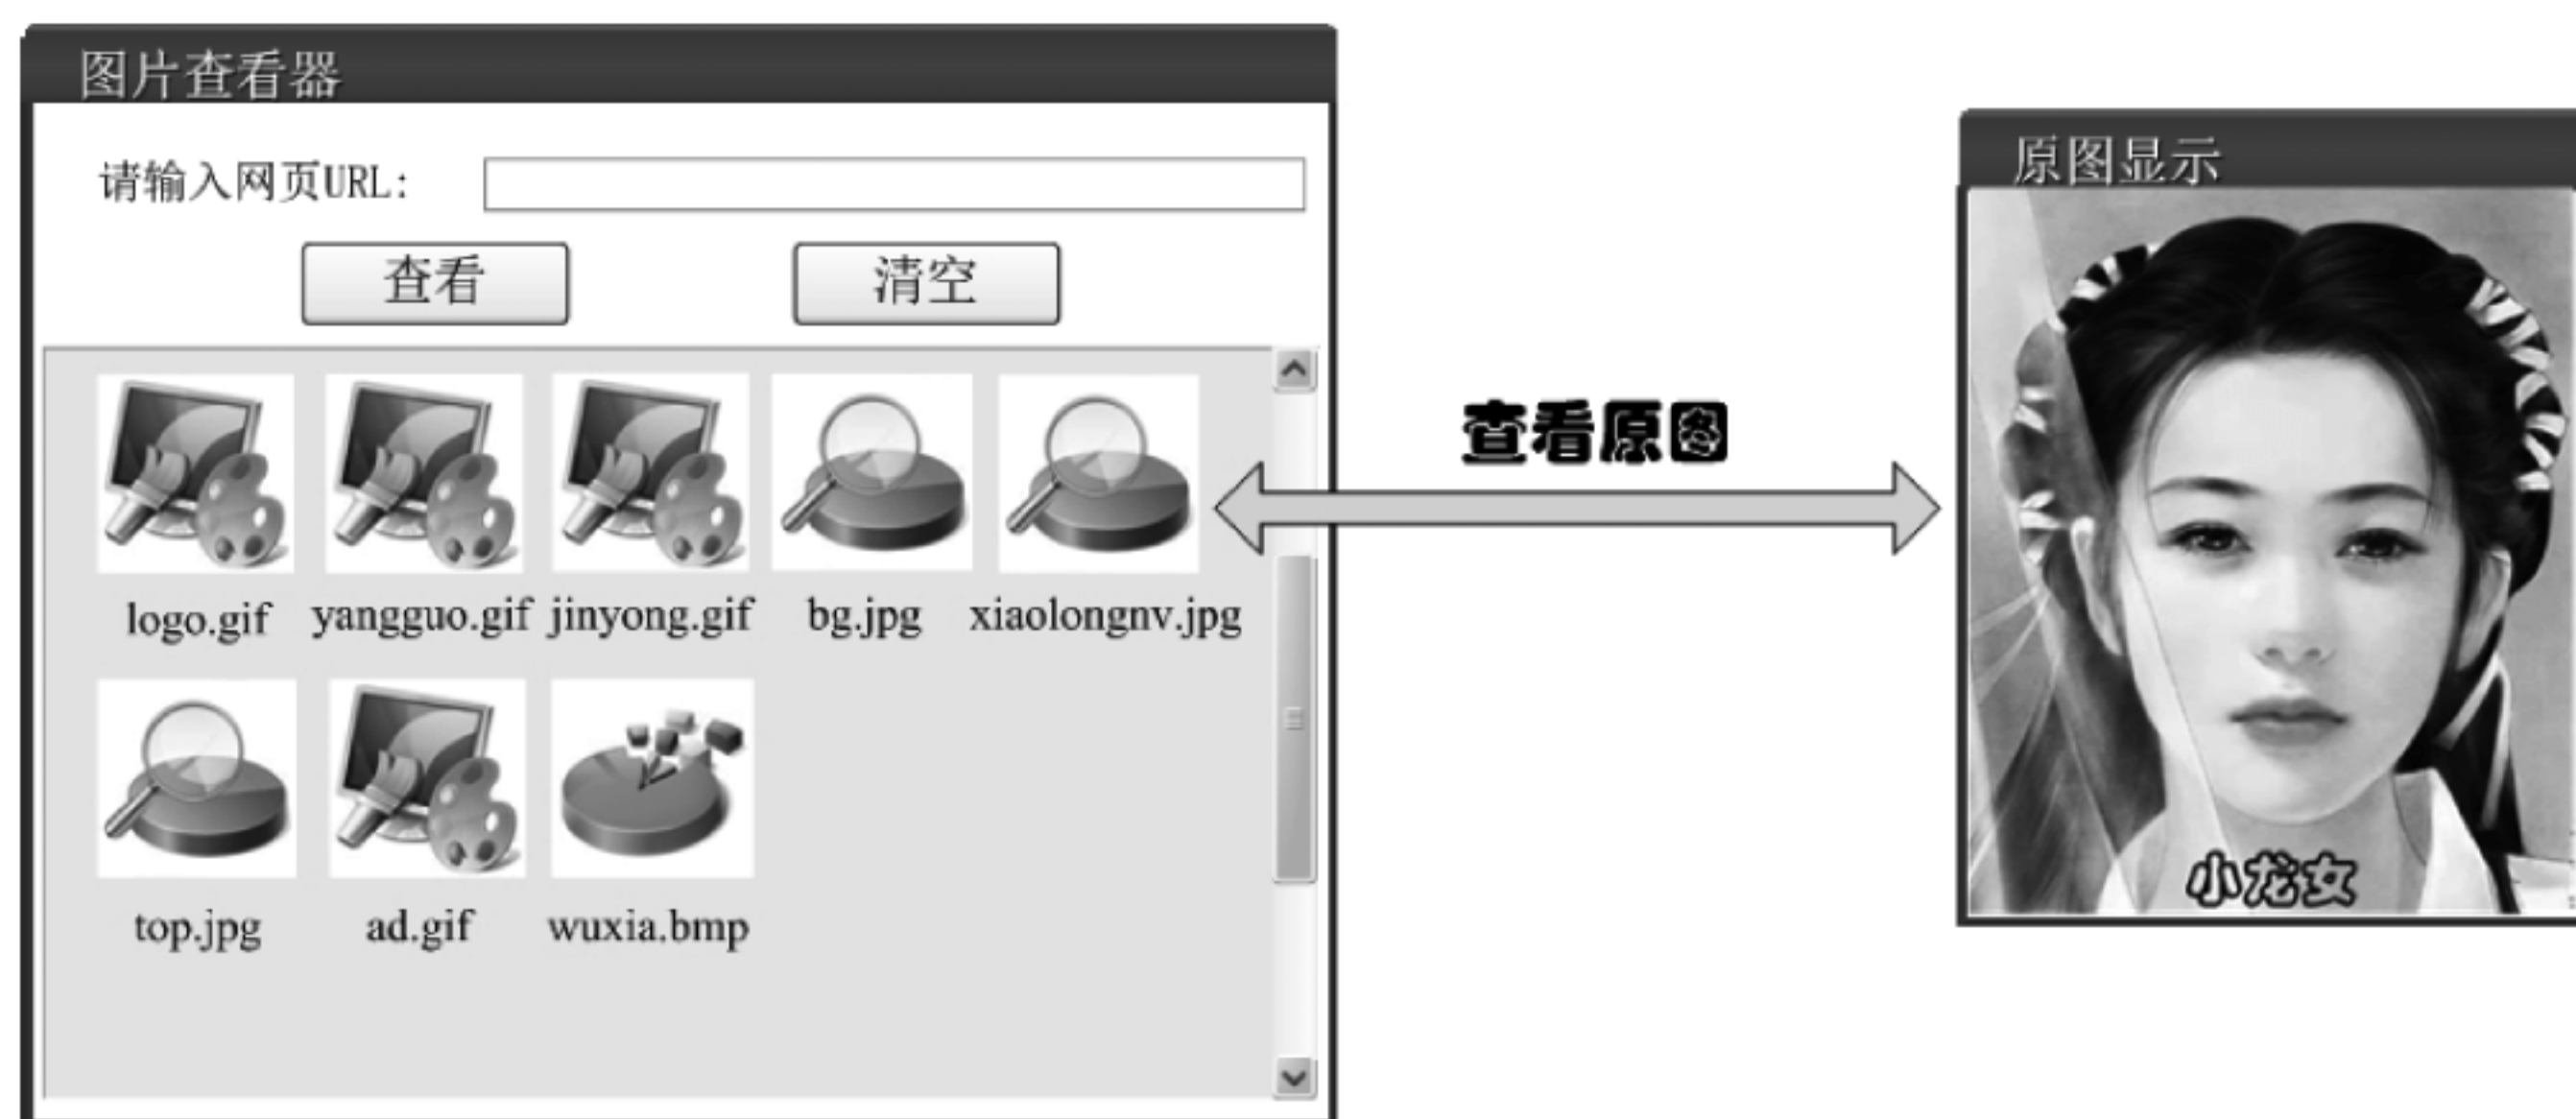 图片查看器
请输入网页URL:
查看 清空
logo.gif yangguo.gif jinyong.gif bg.jpg xiaolongnv.jpg
top.jpg ad.gif wuxia.bmp
查看原图
原图显示
小龙女